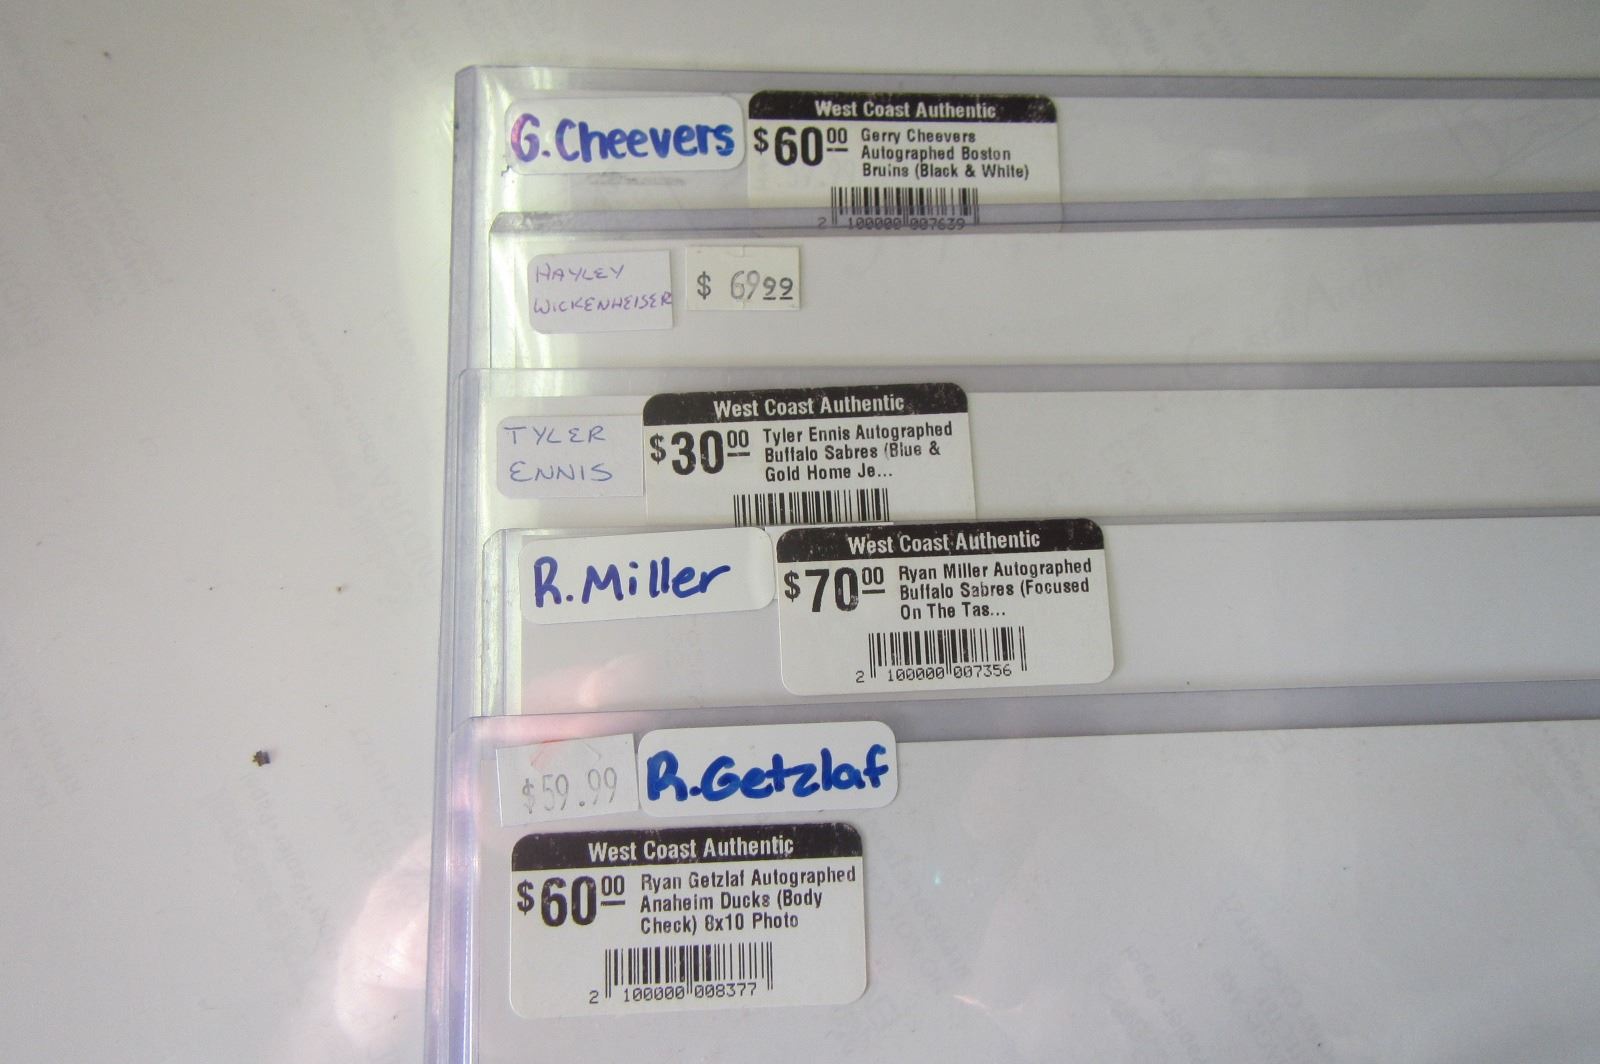 G. Cheevers
West Coast Authentic
$60.00 Gerry Cheevers
Autographed Boston
Bruins (Black & White)
2 100000 007639
HAYLEY
WICKENHEISER
$ 69.99
TYLER
ENNIS
West Coast Authentic
$30.00 Tyler Ennis Autographed
Buffalo Sabres (Blue &
Gold Home Je...
R. Miller
West Coast Authentic
$70.00 Ryan Miller Autographed
Buffalo Sabres (Focused
On The Tas...
2 100000 007356
$59.99
R. Getzlaf
West Coast Authentic
$60.00 Ryan Getzlaf Autographed
Anaheim Ducks (Body
Check) 8x10 Photo
2 100000 008377